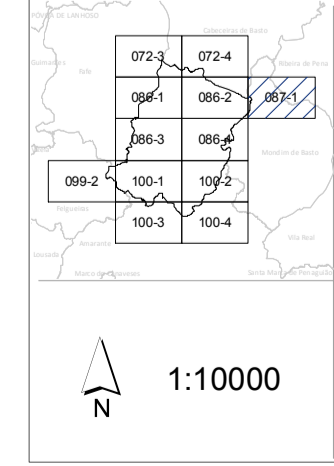 PÓVOA DE LANHOSO
Cabeceiras de Basto
072-3 072-4
Guimarães
Fafe
Ribeira de Pena
086-1 086-2 087-1
086-3 086-4
Mondim de Basto
099-2 100-1 100-2
Felgueiras
100-3 100-4
Vila Real
Amarante
Lousada
Marco de Canaveses
Santa Marta de Penaguião
N
1:10000